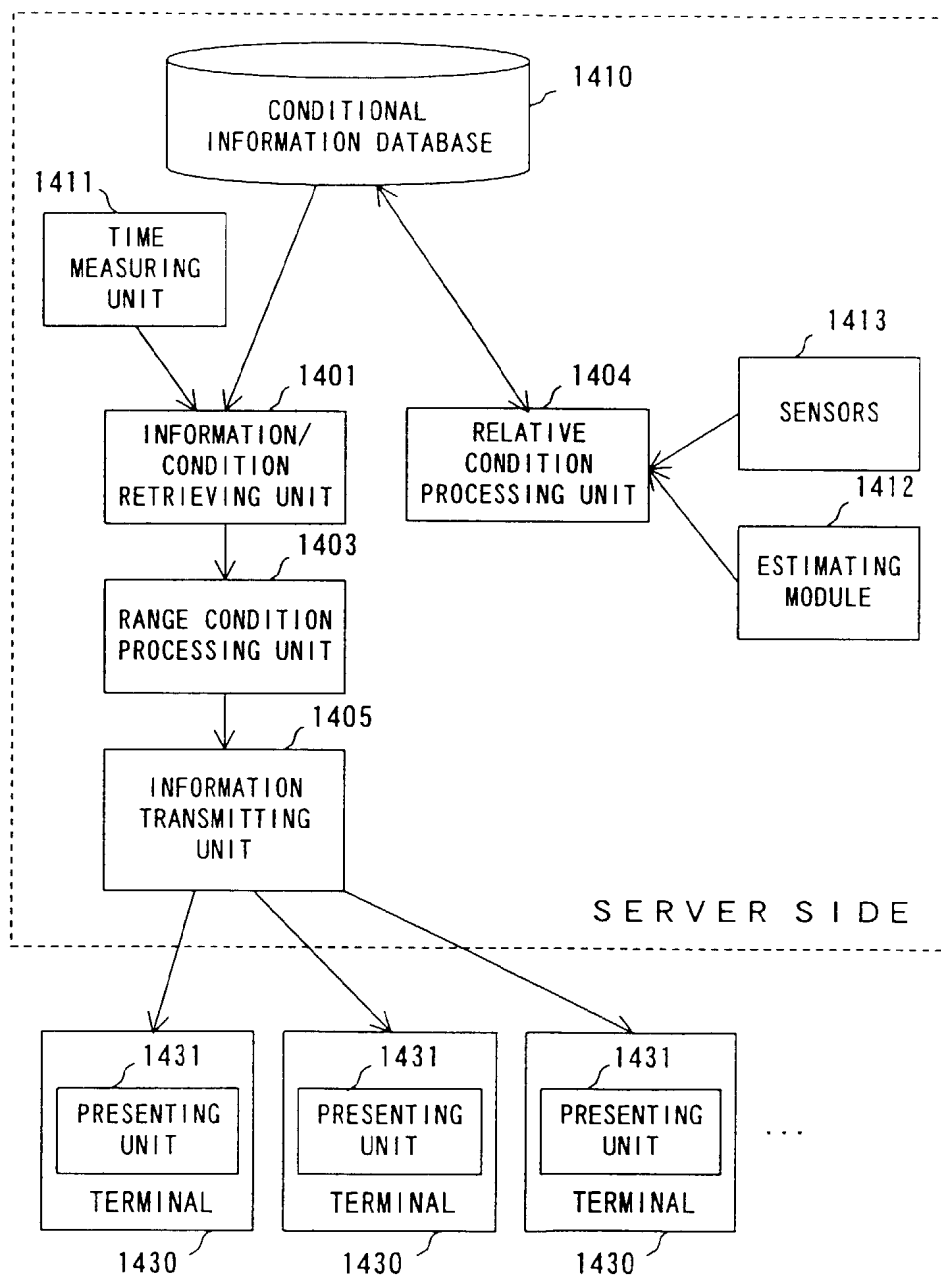 1410
CONDITIONAL
INFORMATION DATABASE
1411
TIME
MEASURING
UNIT
1413
SENSORS
1401
INFORMATION/
CONDITION
RETRIEVING UNIT
1404
RELATIVE
CONDITION
PROCESSING UNIT
1412
ESTIMATING
MODULE
1403
RANGE CONDITION
PROCESSING UNIT
1405
INFORMATION
TRANSMITTING
UNIT
SERVER SIDE
1431
PRESENTING
UNIT
TERMINAL
1430
1431
PRESENTING
UNIT
TERMINAL
1430
1431
PRESENTING
UNIT
TERMINAL
1430
...